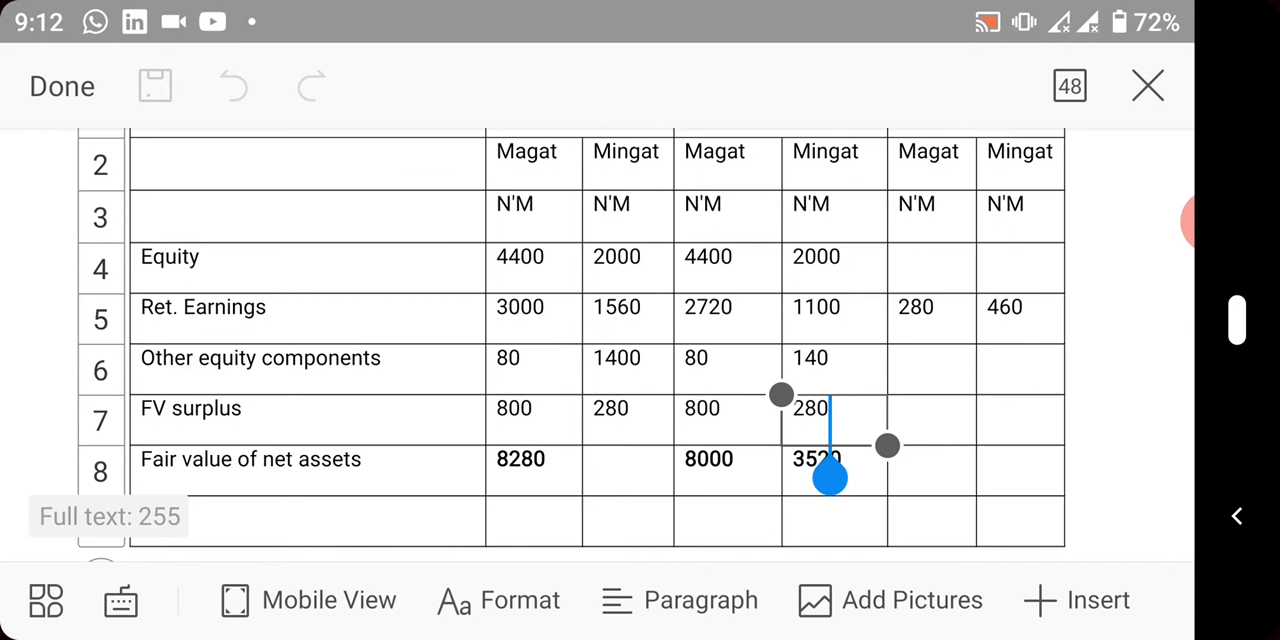 9:12 72%
Done 48
2 Magat Mingat Magat Mingat Magat Mingat
3 N'M N'M N'M N'M N'M N'M
4 Equity 4400 2000 4400 2000
5 Ret. Earnings 3000 1560 2720 1100 280 460
6 Other equity components 80 1400 80 140
7 FV surplus 800 280 800 280
8 Fair value of net assets 8280 8000 3520
Full text: 255
Mobile View Aa Format Paragraph Add Pictures Insert